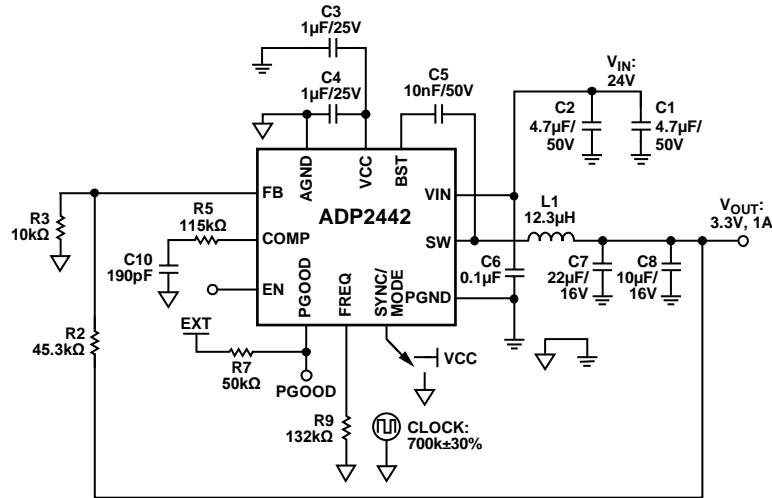 C3
1µF/25V
C4
1µF/25V
C5
10nF/50V
VIN:
24V
C2
4.7µF/
50V
C1
4.7µF/
50V
AGND
VCC
BST
FB
VIN
ADP2442
R3
10kΩ
R5
115kΩ
COMP
SW
L1
12.3µH
VOUT:
3.3V, 1A
C10
190pF
EN
PGOOD
FREQ
SYNC/
MODE
PGND
C6
0.1µF
C7
22µF/
16V
C8
10µF/
16V
R2
45.3kΩ
EXT
R7
50kΩ
PGOOD
VCC
R9
132kΩ
CLOCK:
700k±30%